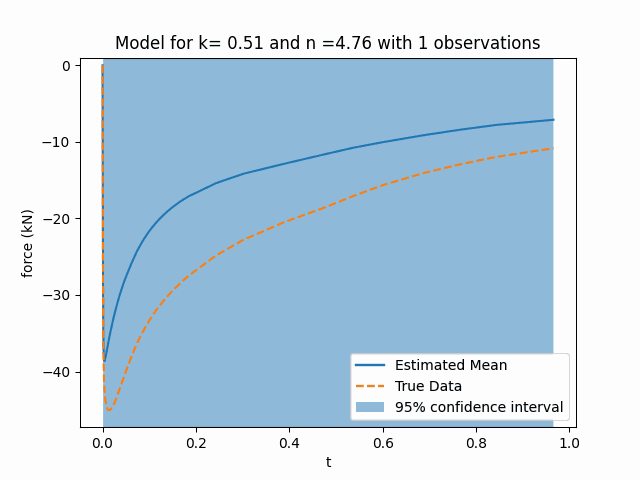 Model for k= 0.51 and n =4.76 with 1 observations
0
−10
−20
−30
−40
force (kN)
0.0
0.2
0.4
0.6
0.8
1.0
t
Estimated Mean
True Data
95% confidence interval